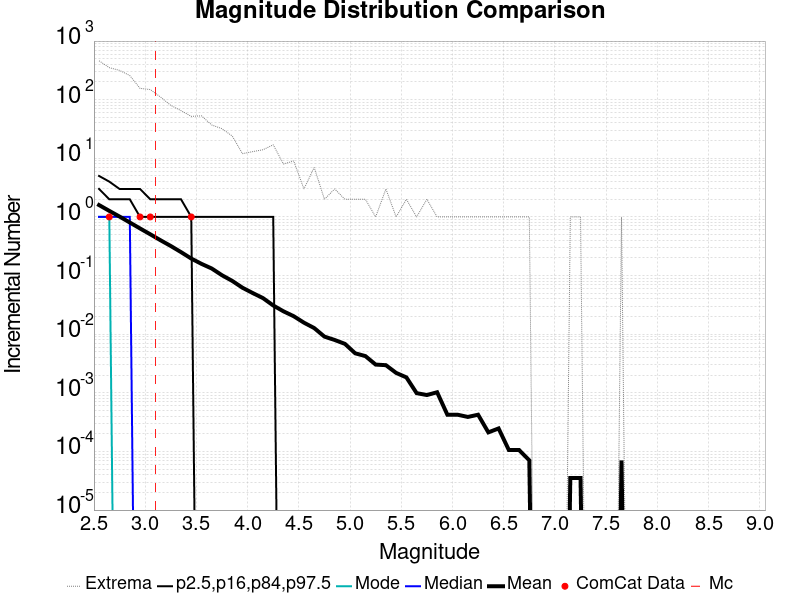 Magnitude Distribution Comparison
10^3
10^2
10^1
10^0
10^-1
10^-2
10^-3
10^-4
10^-5
Incremental Number
2.5 3.0 3.5 4.0 4.5 5.0 5.5 6.0 6.5 7.0 7.5 8.0 8.5 9.0
Magnitude
Extrema p2.5,p16,p84,p97.5 Mode Median Mean ComCat Data Mc